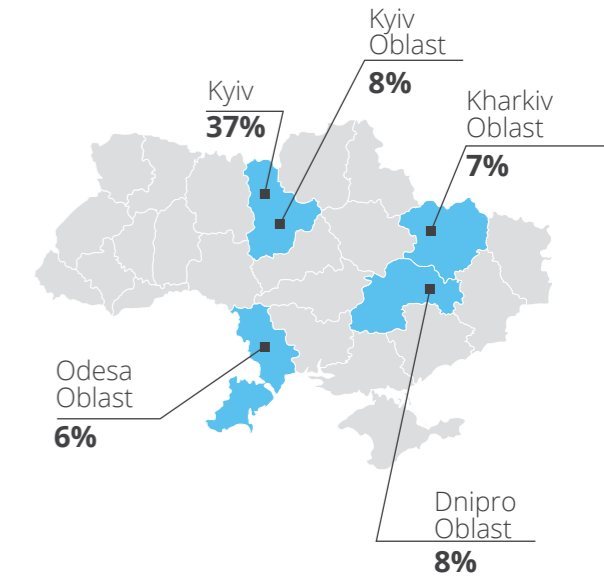 Kyiv
Oblast
8%
Kyiv
37%
Kharkiv
Oblast
7%
Odesa
Oblast
6%
Dnipro
Oblast
8%